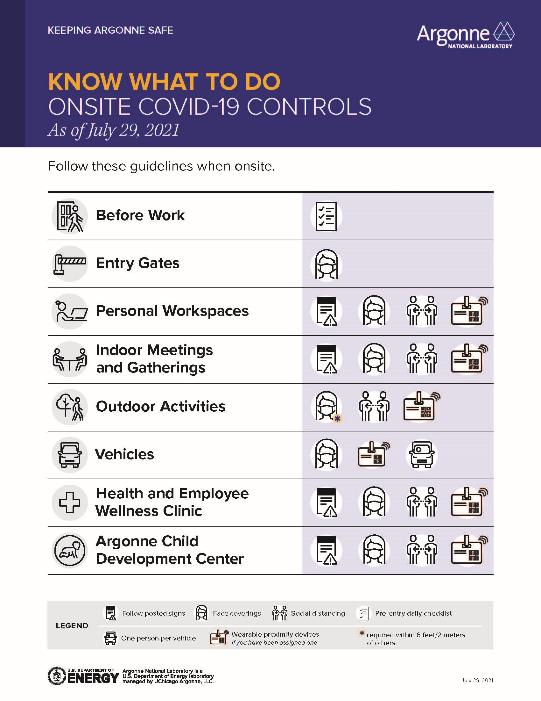 KEEPING ARGONNE SAFE
Argonne
NATIONAL LABORATORY
KNOW WHAT TO DO
ONSITE COVID-19 CONTROLS
As of July 29, 2021
Follow these guidelines when onsite.
Before Work
Entry Gates
Personal Workspaces
Indoor Meetings
and Gatherings
Outdoor Activities
Vehicles
Health and Employee
Wellness Clinic
Argonne Child
Development Center
LEGEND
Follow posted signs
Face coverings
Social distancing
Pre-entry daily checklist
One person per vehicle
Wearable proximity devices
if you have been assigned one
* required within 6 feet/2 meters
of others
U.S. DEPARTMENT OF
ENERGY
Argonne National Laboratory is a
U.S. Department of Energy laboratory
managed by UChicago Argonne, LLC.
July 29, 2021